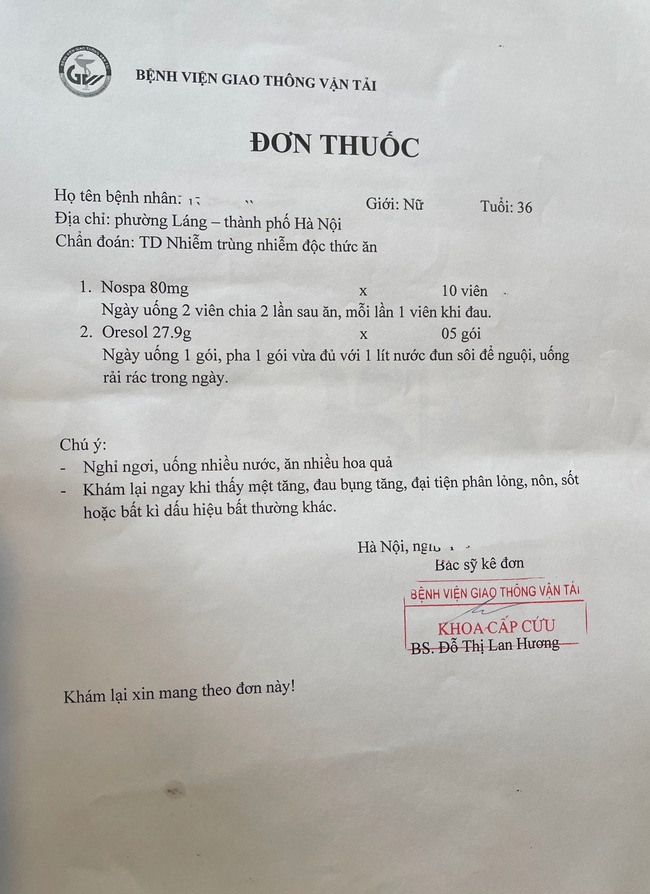 BỆNH VIỆN GIAO THÔNG VẬN TẢI
ĐƠN THUỐC
Họ tên bệnh nhân: Giới: Nữ Tuổi: 36
Địa chỉ: phường Láng – thành phố Hà Nội
Chẩn đoán: TD Nhiễm trùng nhiễm độc thức ăn
1. Nospa 80mg x 10 viên
Ngày uống 2 viên chia 2 lần sau ăn, mỗi lần 1 viên khi đau.
2. Oresol 27.9g x 05 gói
Ngày uống 1 gói, pha 1 gói vừa đủ với 1 lít nước đun sôi để nguội, uống
rải rác trong ngày.
Chú ý:
- Nghỉ ngơi, uống nhiều nước, ăn nhiều hoa quả
- Khám lại ngay khi thấy mệt tăng, đau bụng tăng, đại tiện phân lỏng, nôn, sốt
hoặc bất kì dấu hiệu bất thường khác.
Hà Nội,
Bác sỹ kê đơn
BỆNH VIỆN GIAO THÔNG VẬN TẢI
KHOA CẤP CỨU
BS. Đỗ Thị Lan Hương
Khám lại xin mang theo đơn này!